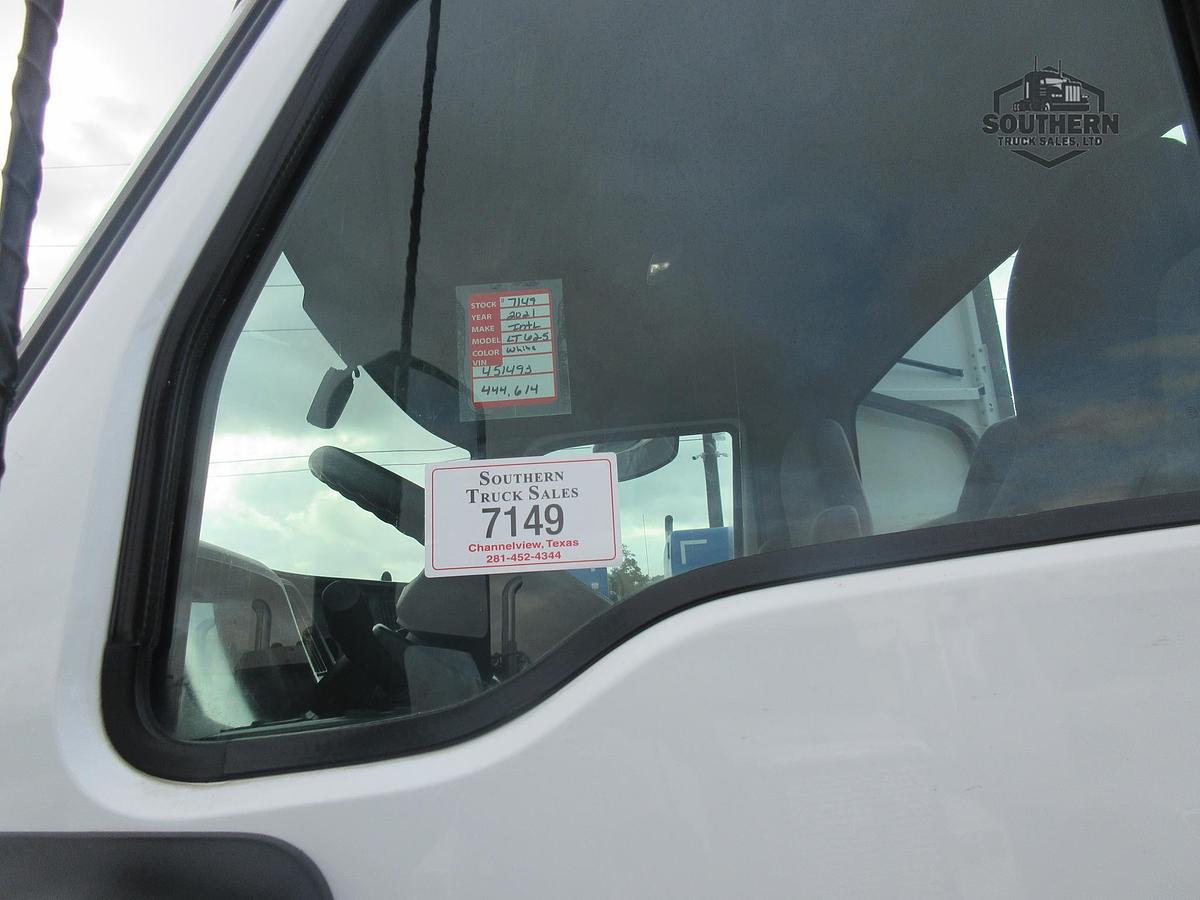 SOUTHERN
TRUCK SALES, LTD
STOCK # 7149
YEAR 2021
MAKE INTL
MODEL LT625
COLOR White
VIN
451493
444,614
SOUTHERN
TRUCK SALES
7149
Channelview, Texas
281-452-4344